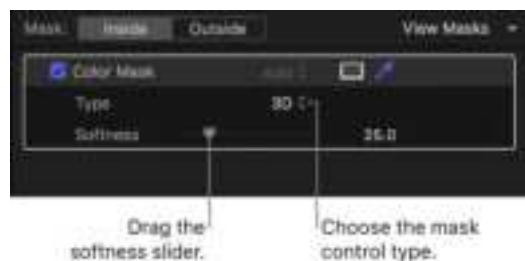 Mask: Inside Outside View Masks
Color Mask Add
Type 3D
Softness 26.0
Drag the softness slider.
Choose the mask control type.